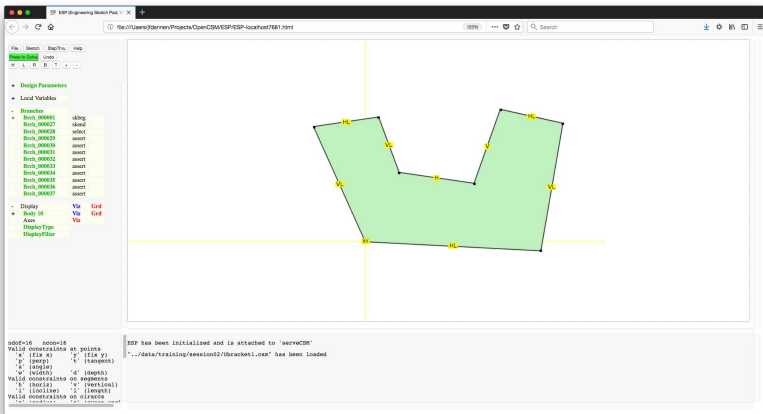 ESP (Engineering Sketch Pad, v
file:///Users/jfdannen/Projects/OpenCSM/ESP/ESP-localhost7681.html
120%
Search
File Sketch StepThru Help
Press to Solve Undo
H L R B T + -
+ Design Parameters
+ Local Variables
- Branches
+ Brch_000001 skbeg
Brch_000027 skend
Brch_000028 select
Brch_000029 assert
Brch_000030 assert
Brch_000031 assert
Brch_000032 assert
Brch_000033 assert
Brch_000034 assert
Brch_000035 assert
Brch_000036 assert
Brch_000037 assert
- Display Viz Grd
+ Body 10 Viz Grd
Axes Viz
DisplayType
DisplayFilter
HL
HL
VL
V
H
VL
VL
XY
HL
ndof=16 ncon=16
Valid constraints at points
'x' (fix x) 'y' (fix y)
'p' (perp) 't' (tangent)
'a' (angle)
'w' (width) 'd' (depth)
Valid constraints on segments
'h' (horiz) 'v' (vertical)
'i' (incline) 'l' (length)
Valid constraints on cirarcs
ESP has been initialized and is attached to 'serveCSM'
"../data/training/session02/Ubracket1.csm" has been loaded